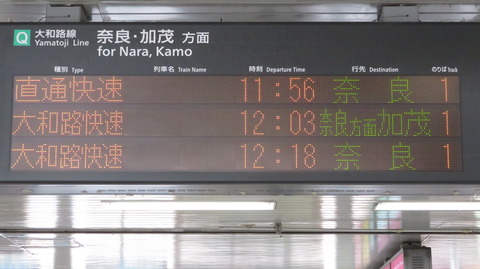 Q 大和路線 Yamatoji Line 奈良・加茂 方面 for Nara, Kamo
種別 Type 列車名 Train Name 時刻 Departure Time 行先 Destination のりば Track
直通快速 11:56 奈良 1
大和路快速 12:03 奈良方面加茂 1
大和路快速 12:18 奈良 1